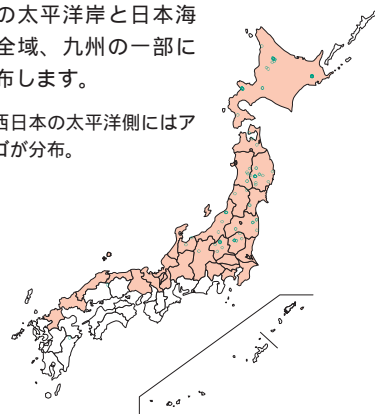 の太平洋岸と日本海
全域、九州の一部に
布します。
西日本の太平洋側にはア
ゴが分布。